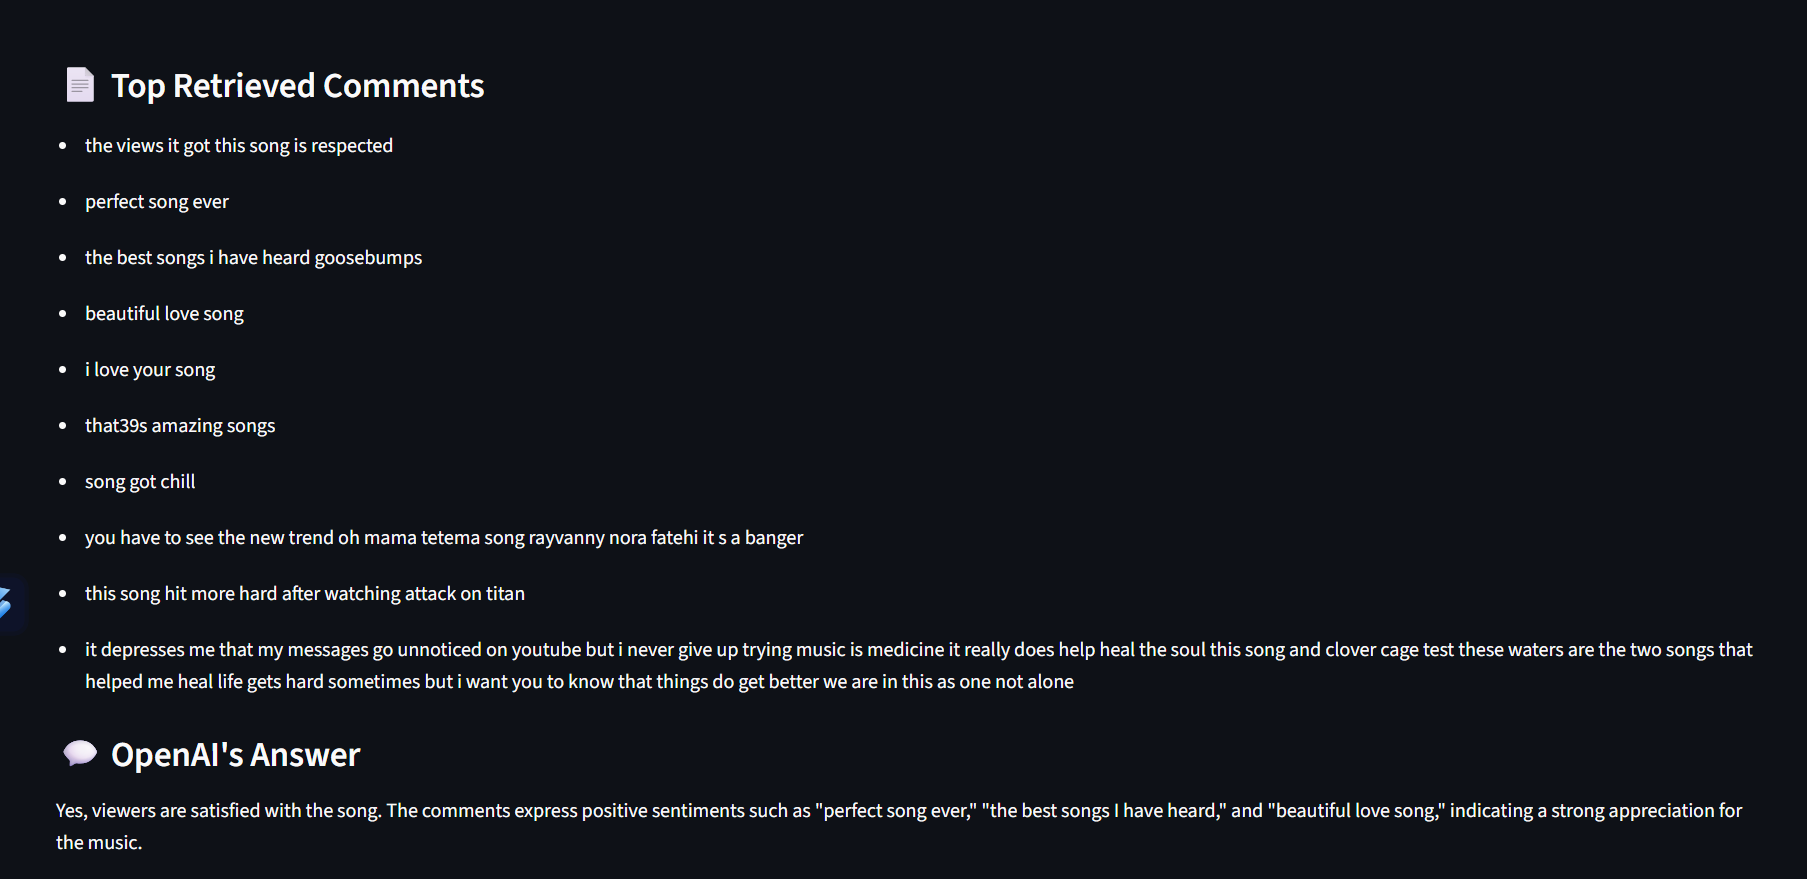 Top Retrieved Comments
the views it got this song is respected
perfect song ever
the best songs i have heard goosebumps
beautiful love song
i love your song
that39s amazing songs
song got chill
you have to see the new trend oh mama tetema song rayvanny nora fatehi it s a banger
this song hit more hard after watching attack on titan
it depresses me that my messages go unnoticed on youtube but i never give up trying music is medicine it really does help heal the soul this song and clover cage test these waters are the two songs that
helped me heal life gets hard sometimes but i want you to know that things do get better we are in this as one not alone
OpenAI's Answer
Yes, viewers are satisfied with the song. The comments express positive sentiments such as "perfect song ever," "the best songs I have heard," and "beautiful love song," indicating a strong appreciation for
the music.